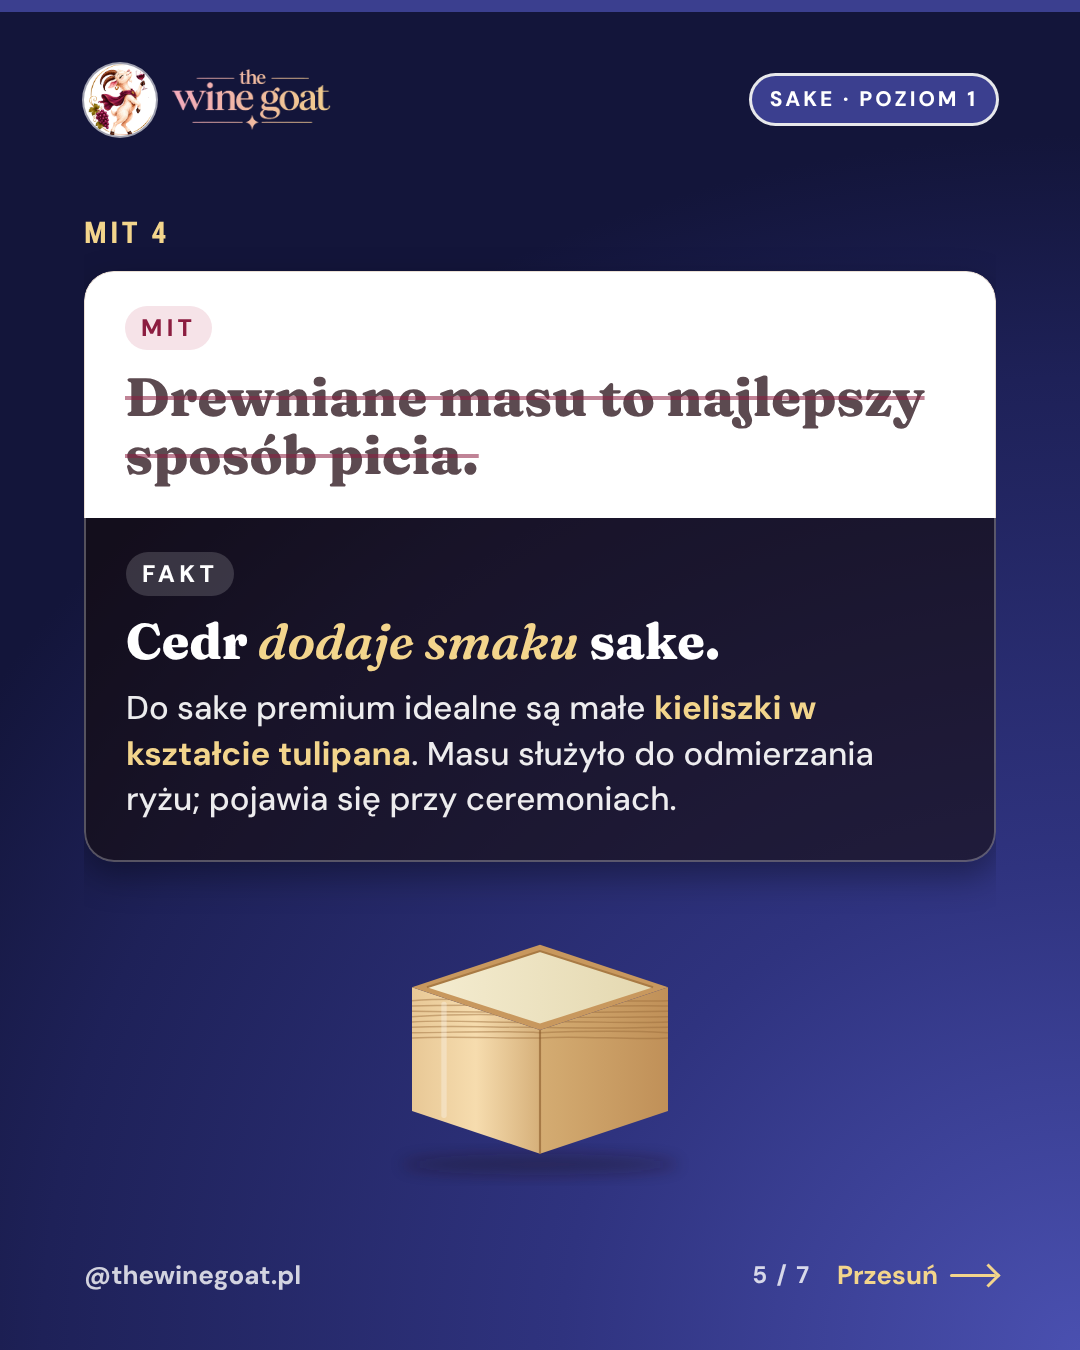 the
wine goat
SAKE · POZIOM 1
MIT 4
MIT
Drewniane masu to najlepszy
sposób picia.
FAKT
Cedr dodaje smaku sake.
Do sake premium idealne są małe kieliszki w
kształcie tulipana. Masu służyło do odmierzania
ryżu; pojawia się przy ceremoniach.
@thewinegoat.pl
5 / 7 Przesuń